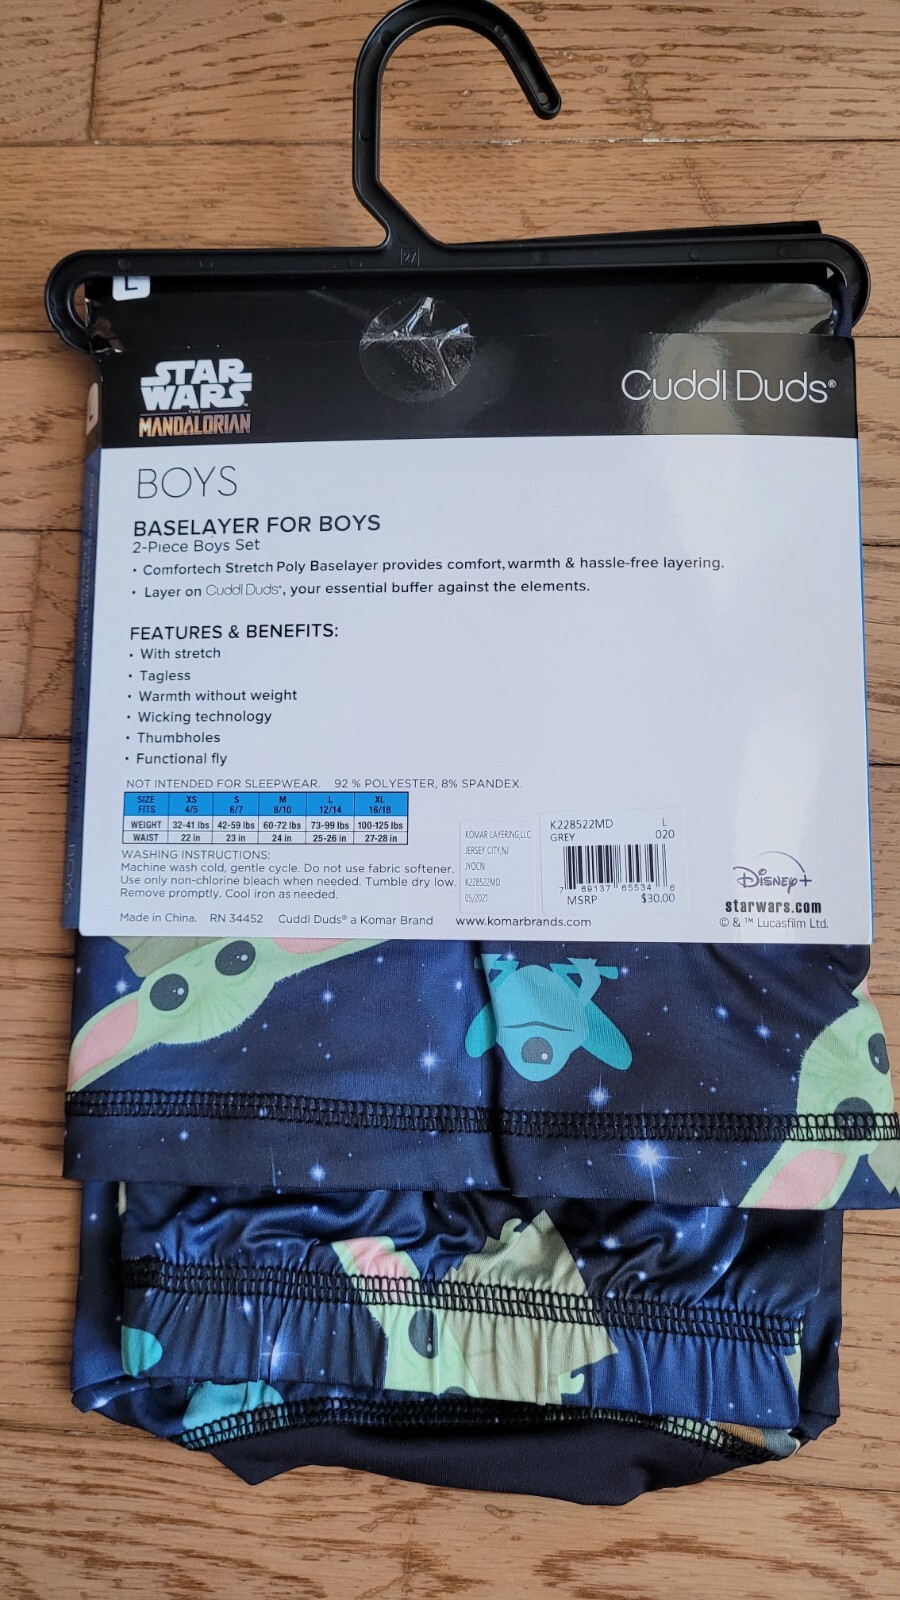 27
L
STAR
WARS
THE
MANDALORIAN
Cuddl Duds®
BOYS
BASELAYER FOR BOYS
2-Piece Boys Set
• Comfortech Stretch Poly Baselayer provides comfort, warmth & hassle-free layering.
• Layer on Cuddl Duds®, your essential buffer against the elements.
FEATURES & BENEFITS:
• With stretch
• Tagless
• Warmth without weight
• Wicking technology
• Thumbholes
• Functional fly
NOT INTENDED FOR SLEEPWEAR. 92 % POLYESTER, 8% SPANDEX.
SIZE FITS XS 4/5 S 6/7 M 8/10 L 12/14 XL 16/18
WEIGHT 32-41 lbs 42-59 lbs 60-72 lbs 73-99 lbs 100-125 lbs
WAIST 22 in 23 in 24 in 25-26 in 27-28 in
WASHING INSTRUCTIONS:
Machine wash cold, gentle cycle. Do not use fabric softener.
Use only non-chlorine bleach when needed. Tumble dry low.
Remove promptly. Cool iron as needed.
KOMAR LAYERING,LLC
JERSEY CITY,NJ
JYOCN
K228522MD
05/2021
K228522MD L
GREY 020
7 69137 65534 6
MSRP $30.00
Disney+
starwars.com
© & ™ Lucasfilm Ltd.
Made in China. RN 34452 Cuddl Duds® a Komar Brand www.komarbrands.com